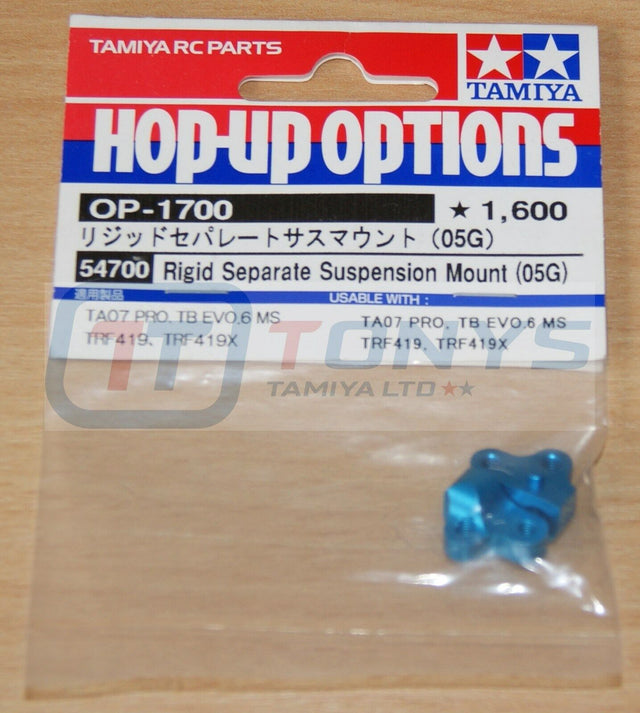 TAMIYA RC PARTS
TAMIYA
HOP-UP OPTIONS
OP-1700 ★ 1,600
リジッドセパレートサスマウント (05G)
54700 Rigid Separate Suspension Mount (05G)
適用製品 USABLE WITH :
TA07 PRO, TB EVO.6 MS TA07 PRO, TB EVO.6 MS
TRF419, TRF419X TRF419, TRF419X
TT TONYS
TAMIYA LTD ★★